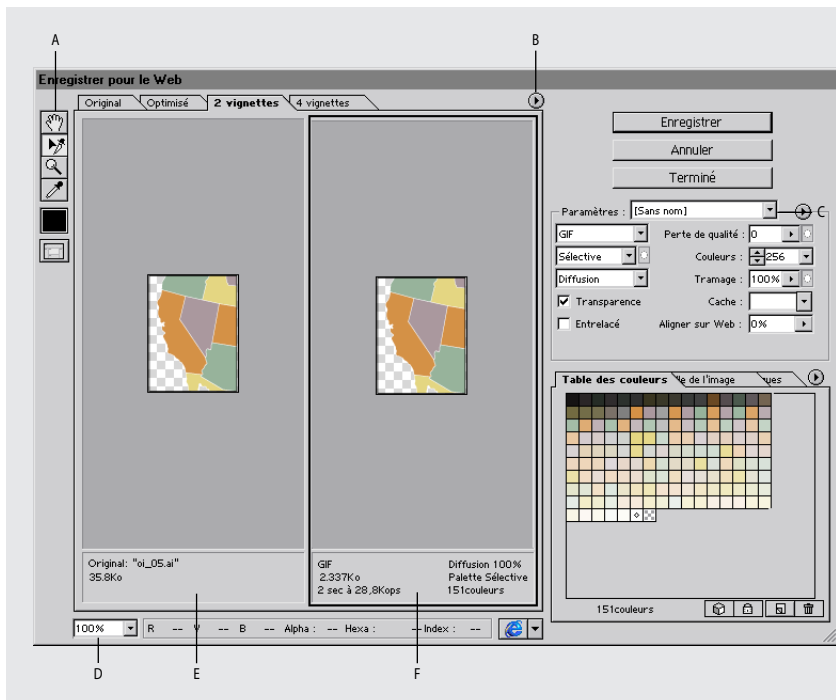 A
B
Enregistrer pour le Web
Original Optimisé 2 vignettes 4 vignettes
Enregistrer
Annuler
Terminé
Paramètres : [Sans nom] C
GIF Perte de qualité : 0
Sélective Couleurs : 256
Diffusion Tramage : 100%
Transparence Cache :
Entrelacé Aligner sur Web : 0%
Table des couleurs de l'image
Original: "oi_05.ai"
35.8Ko
GIF Diffusion 100%
2.337Ko Palette Sélective
2 sec à 28,8Kops 151couleurs
151couleurs
100% R -- V -- B -- Alpha : -- Hexa : -- Index : --
D E F